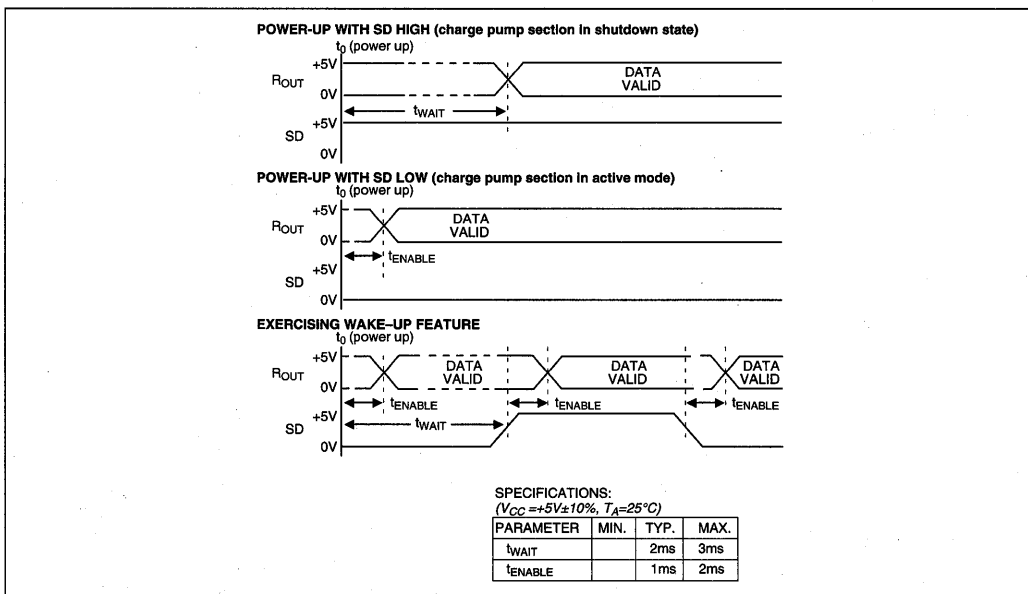 POWER-UP WITH SD HIGH (charge pump section in shutdown state)
t0 (power up)
+5V
ROUT
0V
DATA
VALID
tWAIT
+5V
SD
0V
POWER-UP WITH SD LOW (charge pump section in active mode)
t0 (power up)
+5V
ROUT
0V
DATA
VALID
tENABLE
+5V
SD
0V
EXERCISING WAKE–UP FEATURE
t0 (power up)
+5V
ROUT
0V
DATA
VALID
DATA
VALID
DATA
VALID
tENABLE
tENABLE
tENABLE
+5V
tWAIT
SD
0V
SPECIFICATIONS:
(VCC =+5V±10%, TA=25°C)
PARAMETER MIN. TYP. MAX.
tWAIT 2ms 3ms
tENABLE 1ms 2ms